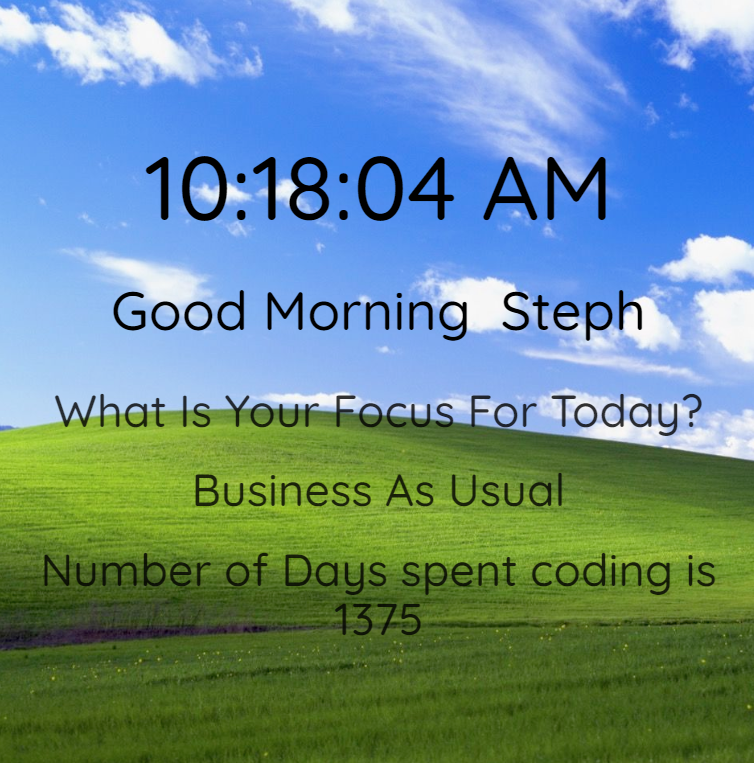 10:18:04 AM
Good Morning  Steph
What Is Your Focus For Today?
Business As Usual
Number of Days spent coding is
1375